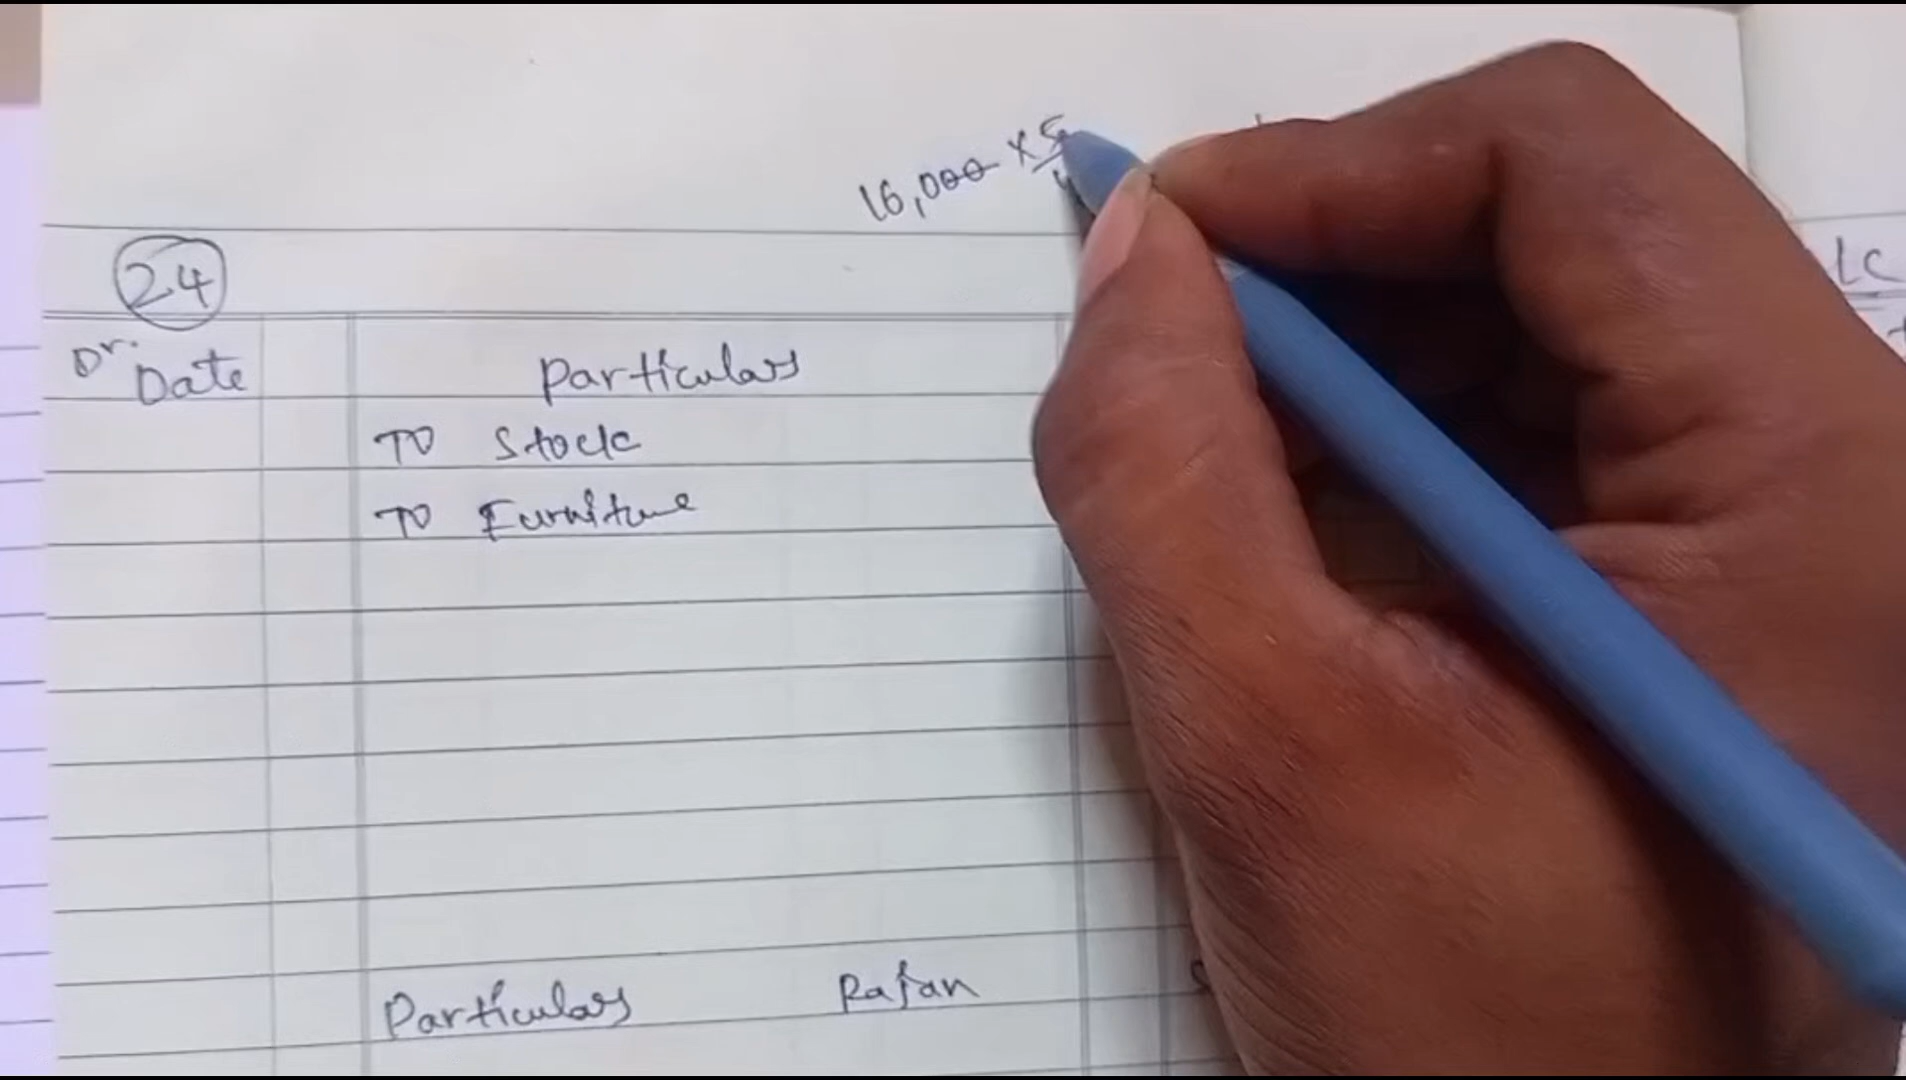 16,000 × 5
24
Dr.
Date Particulars
TO Stock
TO Furniture
Particulars Rajan